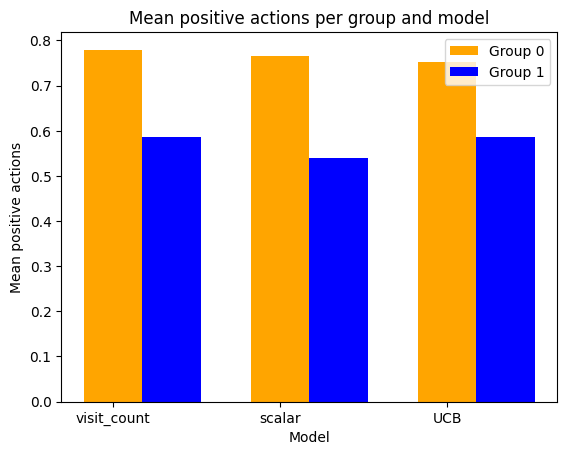 Mean positive actions per group and model
Group 0
Group 1
Mean positive actions
0.8
0.7
0.6
0.5
0.4
0.3
0.2
0.1
0.0
visit_count
scalar
UCB
Model